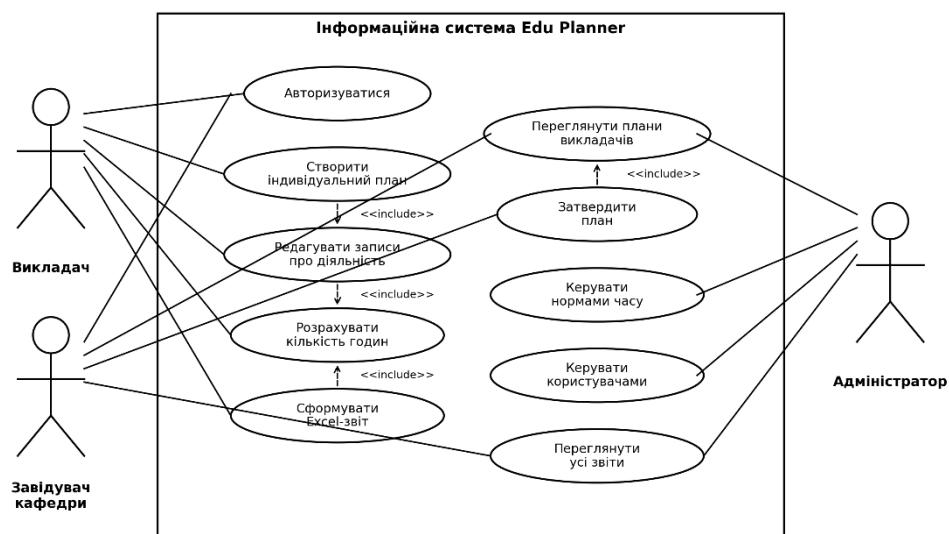 Інформаційна система Edu Planner
Авторизуватися
Переглянути плани
викладачів
Створити
індивідуальний план
<<include>>
<<include>>
Затвердити
план
Редагувати записи
про діяльність
Викладач
<<include>>
Керувати
нормами часу
Розрахувати
кількість годин
<<include>>
Керувати
користувачами
Адміністратор
Сформувати
Excel-звіт
Переглянути
усі звіти
Завідувач
кафедри